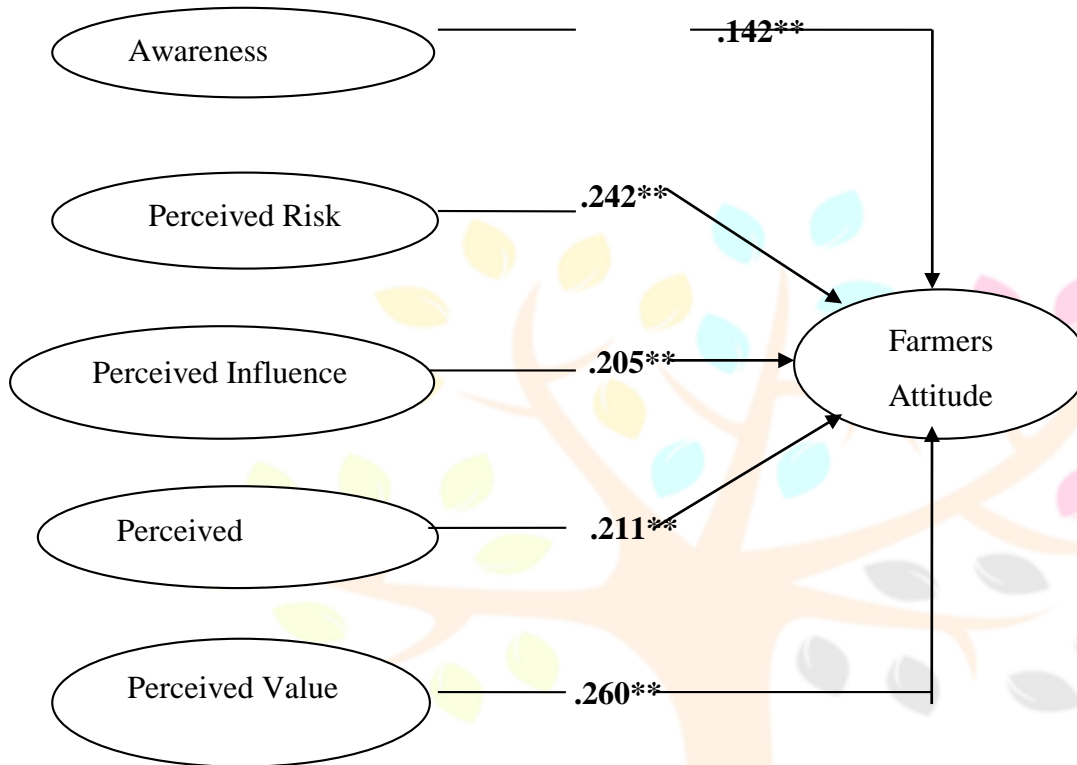 Awareness
.142**
Perceived Risk
.242**
Perceived Influence
.205**
Farmers
Attitude
Perceived
.211**
Perceived Value
.260**